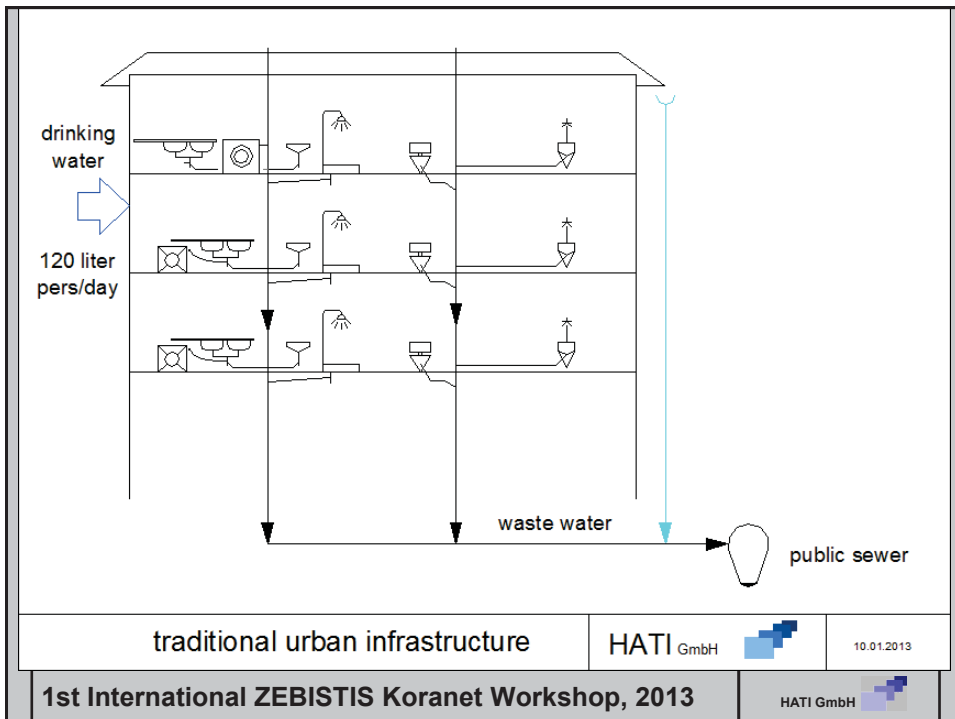 drinking
water
120 liter
pers/day
waste water
public sewer
traditional urban infrastructure
HATI GmbH
10.01.2013
1st International ZEBISTIS Koranet Workshop, 2013
HATI GmbH